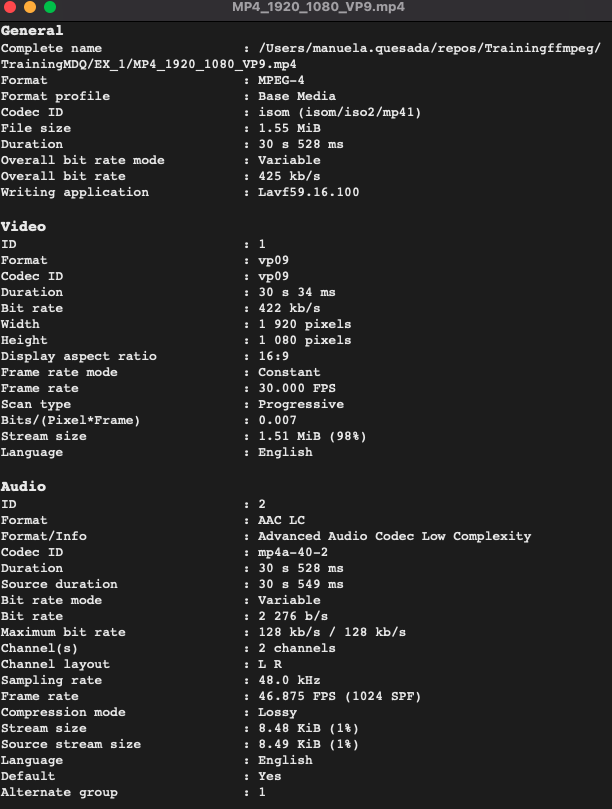 MP4_1920_1080_VP9.mp4
General
Complete name : /Users/manuela.quesada/repos/Trainingffmpeg/
TrainingMDQ/EX_1/MP4_1920_1080_VP9.mp4
Format : MPEG-4
Format profile : Base Media
Codec ID : isom (isom/iso2/mp41)
File size : 1.55 MiB
Duration : 30 s 528 ms
Overall bit rate mode : Variable
Overall bit rate : 425 kb/s
Writing application : Lavf59.16.100
Video
ID : 1
Format : vp09
Codec ID : vp09
Duration : 30 s 34 ms
Bit rate : 422 kb/s
Width : 1 920 pixels
Height : 1 080 pixels
Display aspect ratio : 16:9
Frame rate mode : Constant
Frame rate : 30.000 FPS
Scan type : Progressive
Bits/(Pixel*Frame) : 0.007
Stream size : 1.51 MiB (98%)
Language : English
Audio
ID : 2
Format : AAC LC
Format/Info : Advanced Audio Codec Low Complexity
Codec ID : mp4a-40-2
Duration : 30 s 528 ms
Source duration : 30 s 549 ms
Bit rate mode : Variable
Bit rate : 2 276 b/s
Maximum bit rate : 128 kb/s / 128 kb/s
Channel(s) : 2 channels
Channel layout : L R
Sampling rate : 48.0 kHz
Frame rate : 46.875 FPS (1024 SPF)
Compression mode : Lossy
Stream size : 8.48 KiB (1%)
Source stream size : 8.49 KiB (1%)
Language : English
Default : Yes
Alternate group : 1